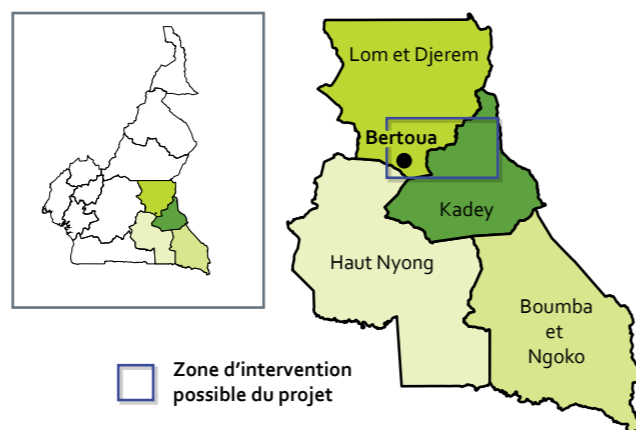 Lom et Djerem
Bertoua
Kadey
Haut Nyong
Boumba
et
Ngoko
Zone d'intervention
possible du projet